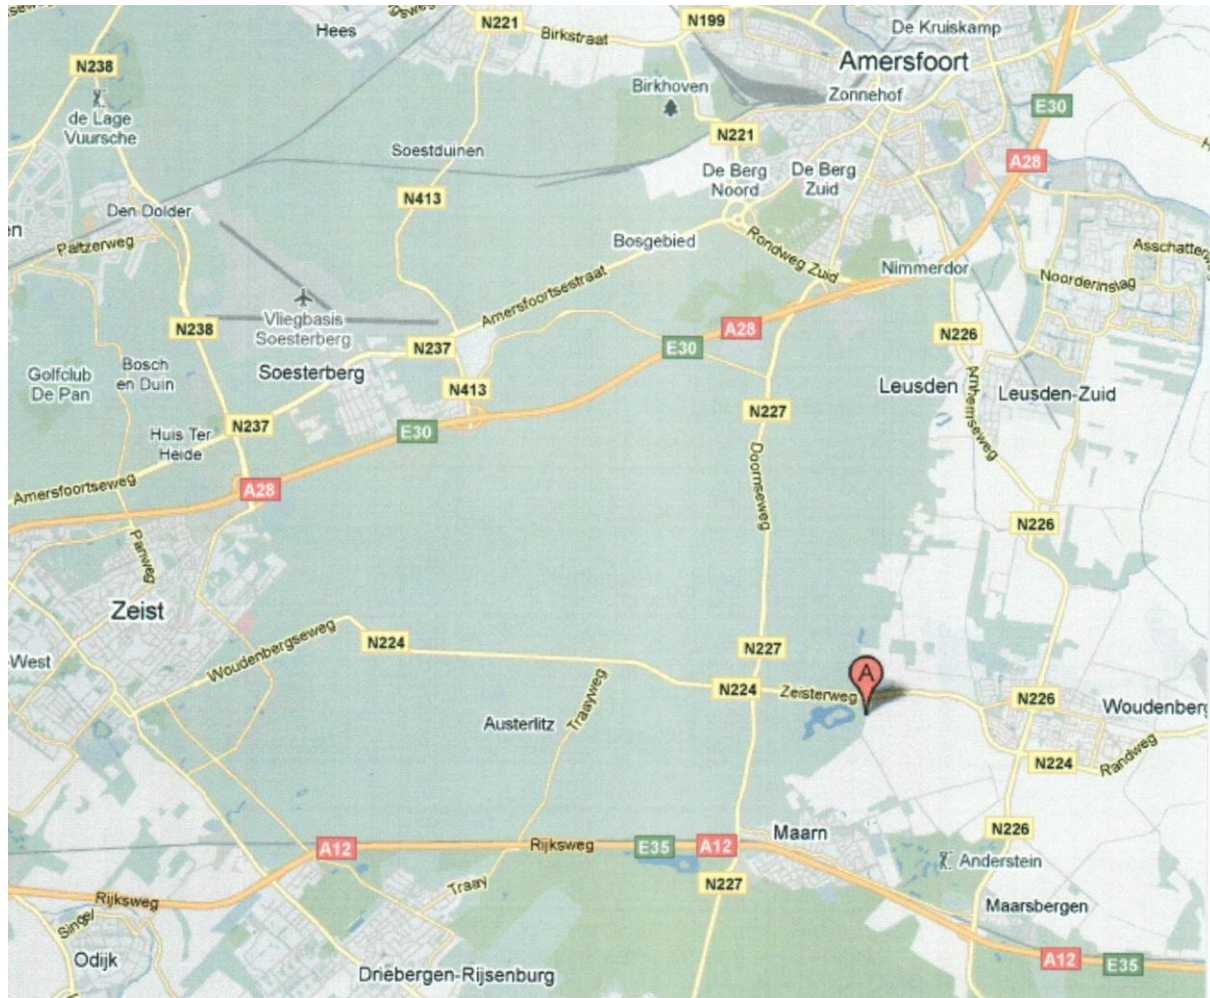 N221
N199
De Kruiskamp
Hees
Birkstraat
Amersfoort
N238
Birkhoven
Zonnehof
E30
de Lage
Vuursche
N221
Soestduinen
A28
De Berg
Noord
De Berg
Zuid
N413
Den Dolder
Paltzerweg
Bosgebied
Rondweg Zuid
Nimmerdor
Noorderinslag
Amersfoortsestraat
Vliegbasis
Soesterberg
N238
A28
N226
E30
N237
Golfclub
De Pan
Bosch
en Duin
Soesterberg
N413
Leusden
Leusden-Zuid
Arnhemseweg
N227
N237
E30
Huis Ter
Heide
Doornseweg
Amersfoortseweg
A28
N226
Panweg
Zeist
Woudenbergseweg
N224
N227
-West
Traayweg
N224
Zeisterweg
A
N226
Austerlitz
Randweg
N224
Maarn
N226
A12
Rijksweg
E35
A12
Anderstein
Traay
N227
Rijksweg
Maarsbergen
Singel
Odijk
Driebergen-Rijsenburg
A12
E35